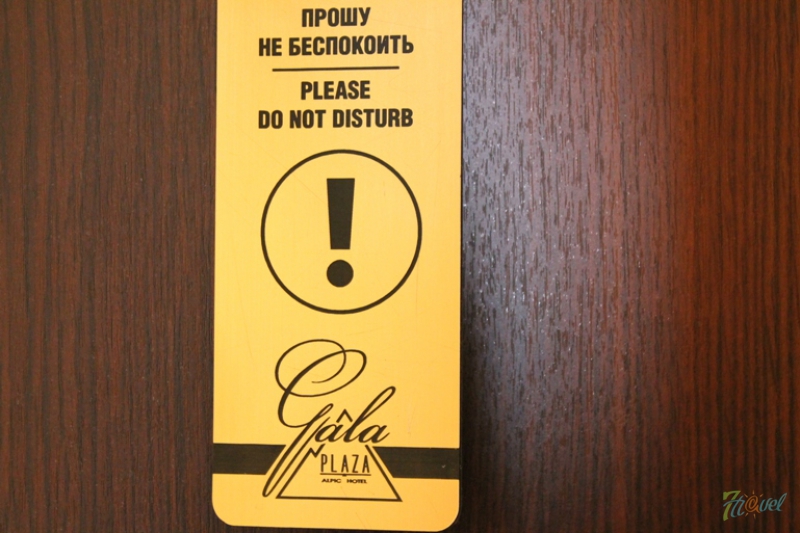 ПРОШУ
НЕ БЕСПОКОИТЬ
PLEASE
DO NOT DISTURB
!
Gala
PLAZA
ALPIC HOTEL
7travel